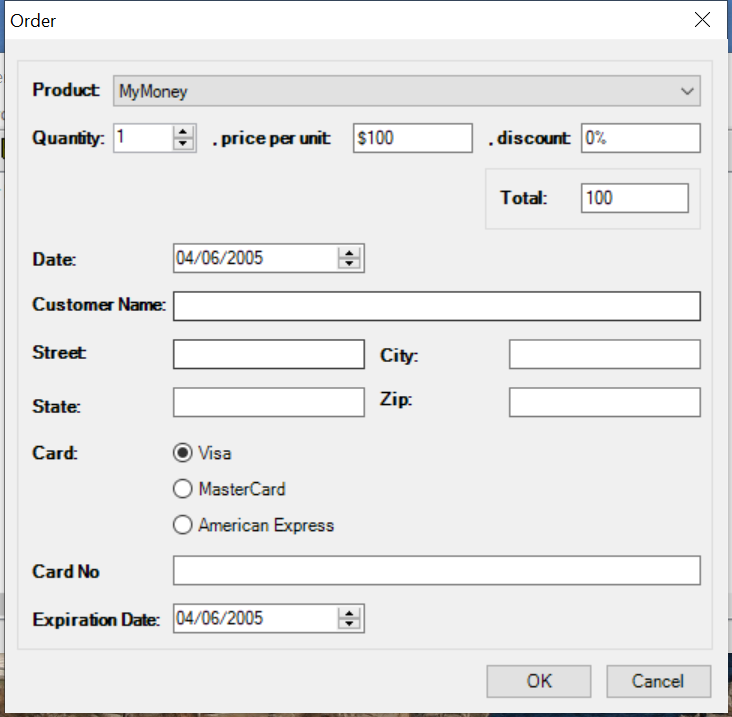 Order
Product: MyMoney
Quantity: 1 , price per unit: $100 , discount: 0%
Total: 100
Date: 04/06/2005
Customer Name:
Street: City:
State: Zip:
Card: Visa
MasterCard
American Express
Card No
Expiration Date: 04/06/2005
OK Cancel